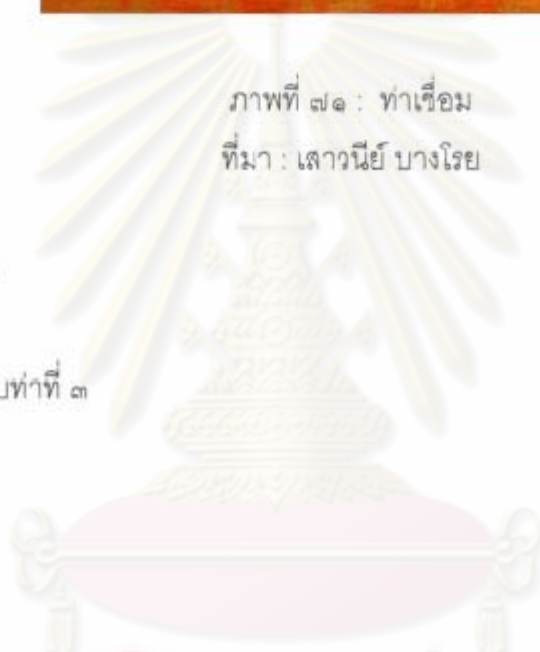 ภาพที่ ๗๑ : ท่าเชื่อม
ที่มา : เสาวนีย์ บางโรย
ท่าที่ ๓